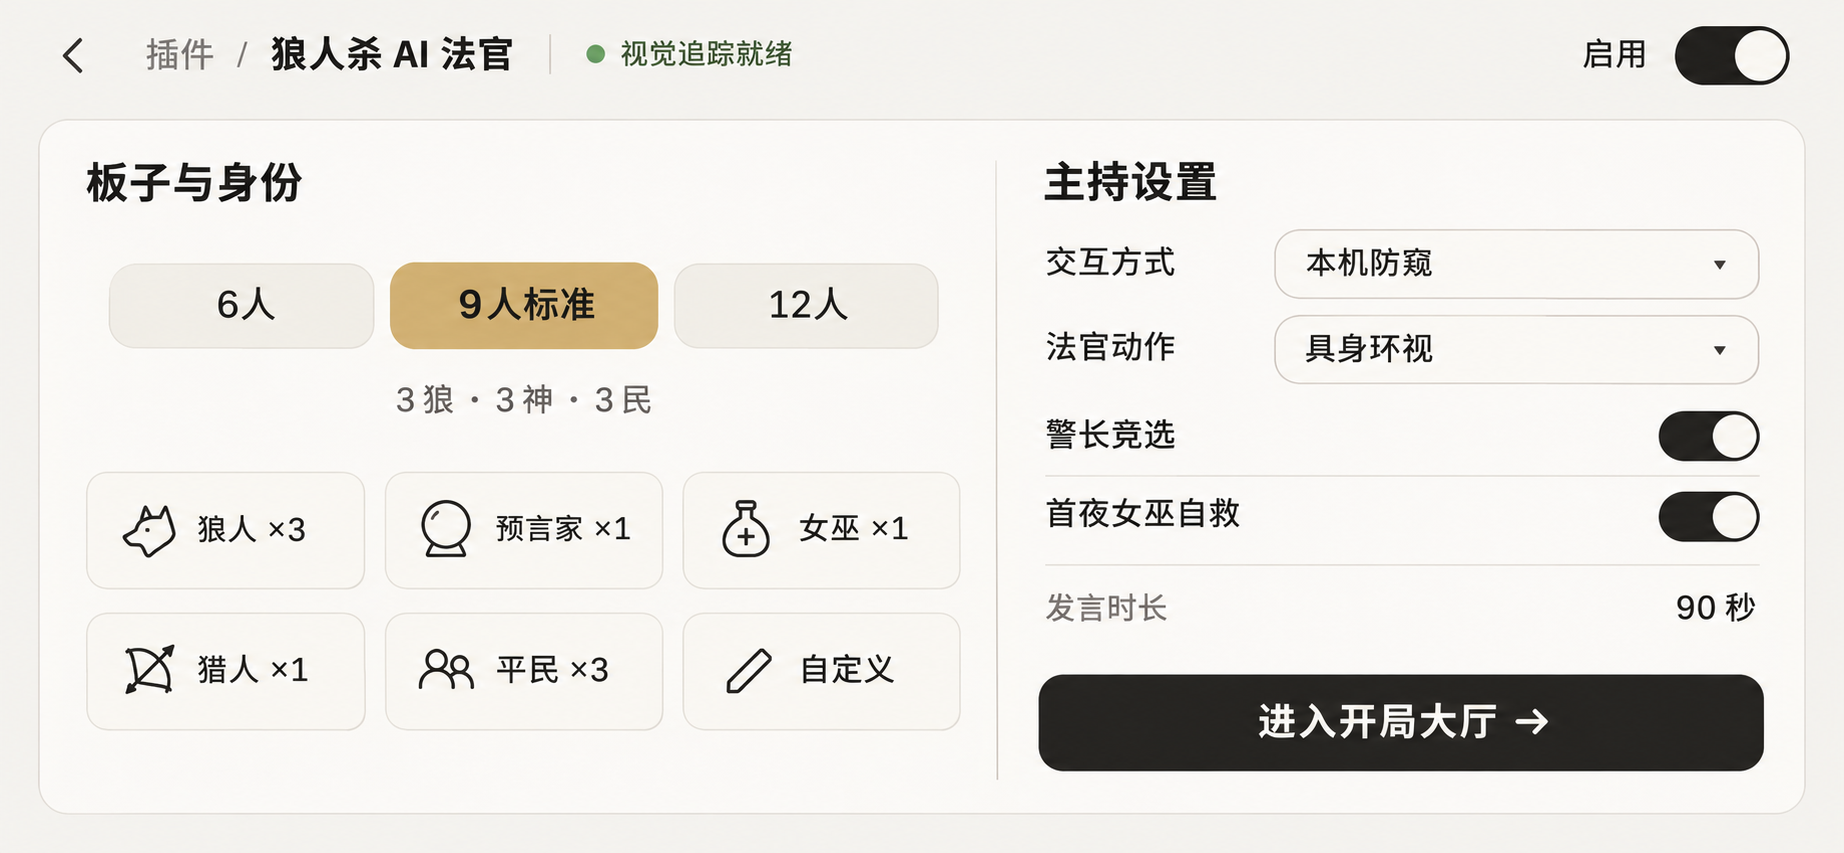 插件 / 狼人杀 AI 法官
视觉追踪就绪
启用
板子与身份
6人
9人标准
12人
3狼 · 3神 · 3民
狼人 ×3
预言家 ×1
女巫 ×1
猎人 ×1
平民 ×3
自定义
主持设置
交互方式
本机防窥
法官动作
具身环视
警长竞选
首夜女巫自救
发言时长
90 秒
进入开局大厅 →